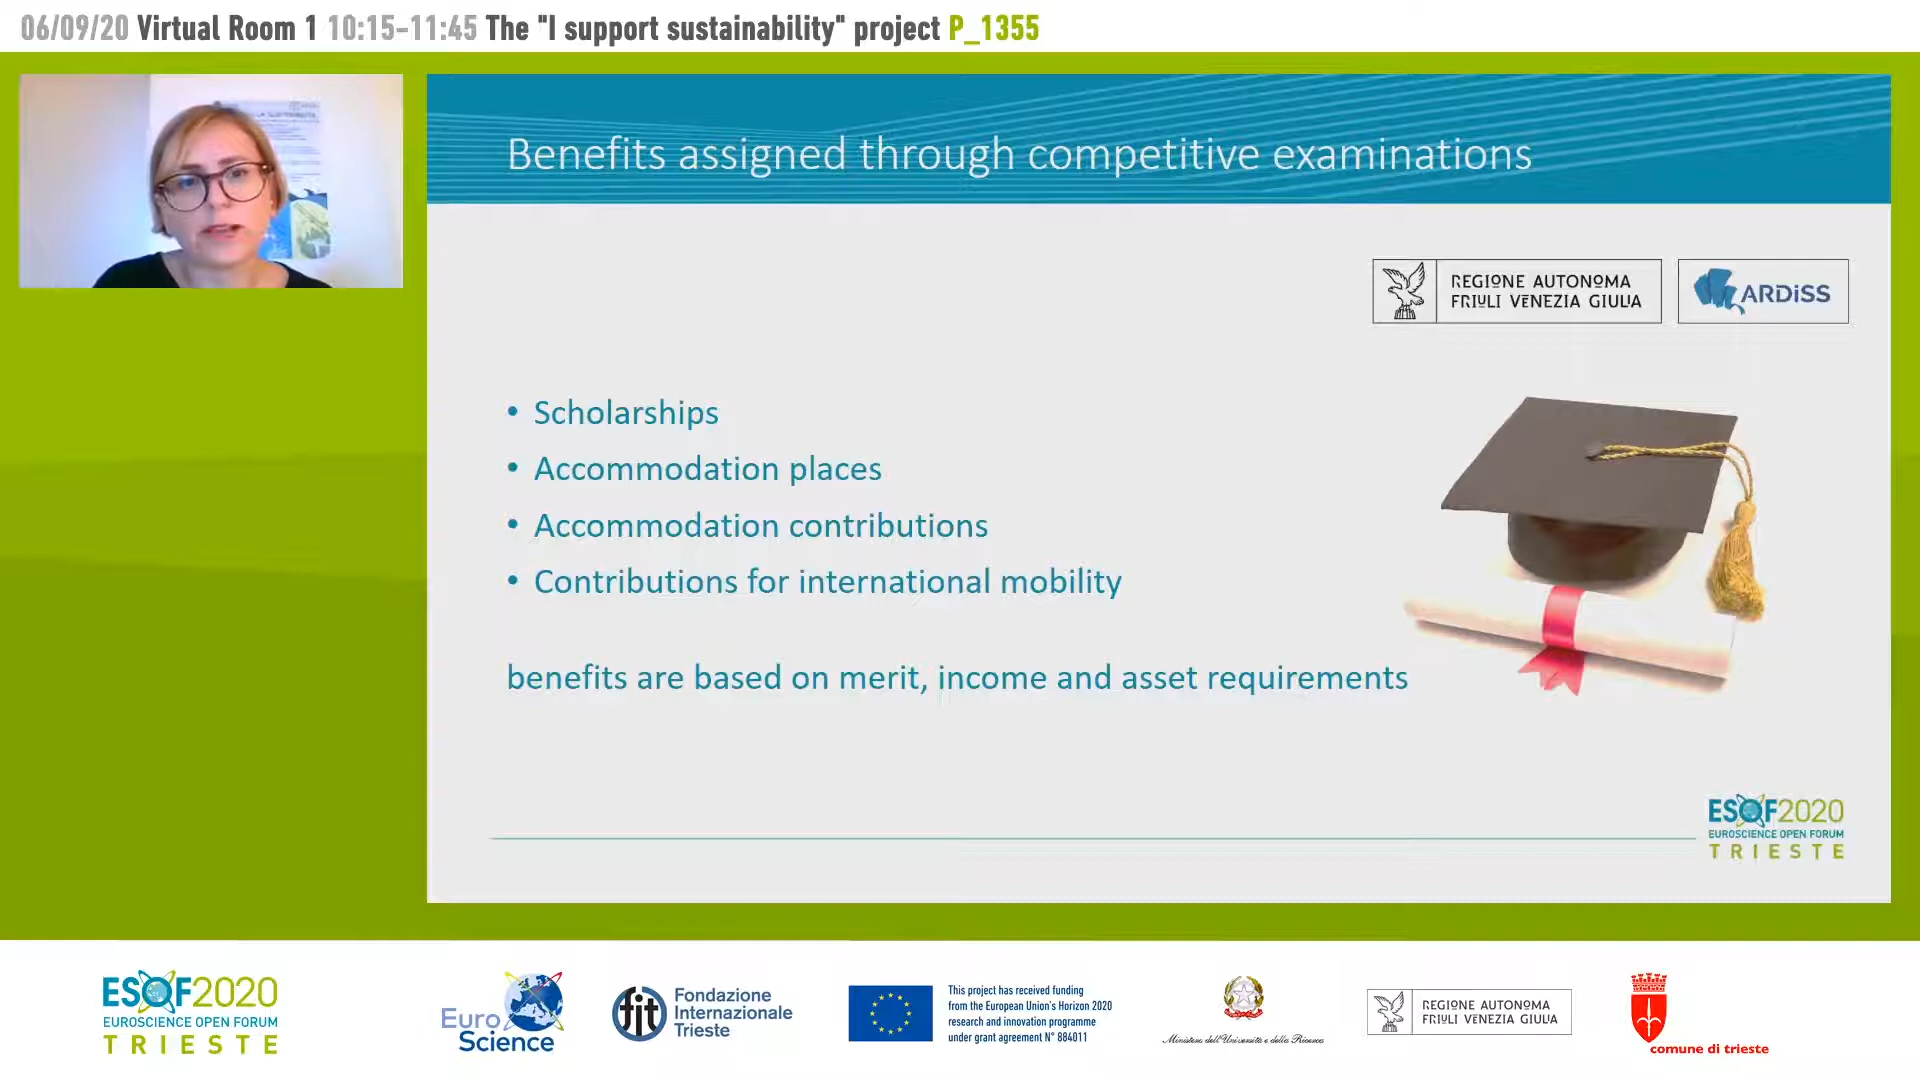 06/09/20 Virtual Room 1 10:15-11:45 The "I support sustainability" project P_1355
Benefits assigned through competitive examinations
REGIONE AUTONOMA
FRIULI VENEZIA GIULIA
ARDiSS
• Scholarships
• Accommodation places
• Accommodation contributions
• Contributions for international mobility
benefits are based on merit, income and asset requirements
ESOF2020
EUROSCIENCE OPEN FORUM
TRIESTE
ESOF2020
EUROSCIENCE OPEN FORUM
TRIESTE
Euro
Science
fit
Fondazione
Internazionale
Trieste
This project has received funding
from the European Union's Horizon 2020
research and innovation programme
under grant agreement N° 884011
Ministero dell'Università e della Ricerca
REGIONE AUTONOMA
FRIULI VENEZIA GIULIA
comune di trieste